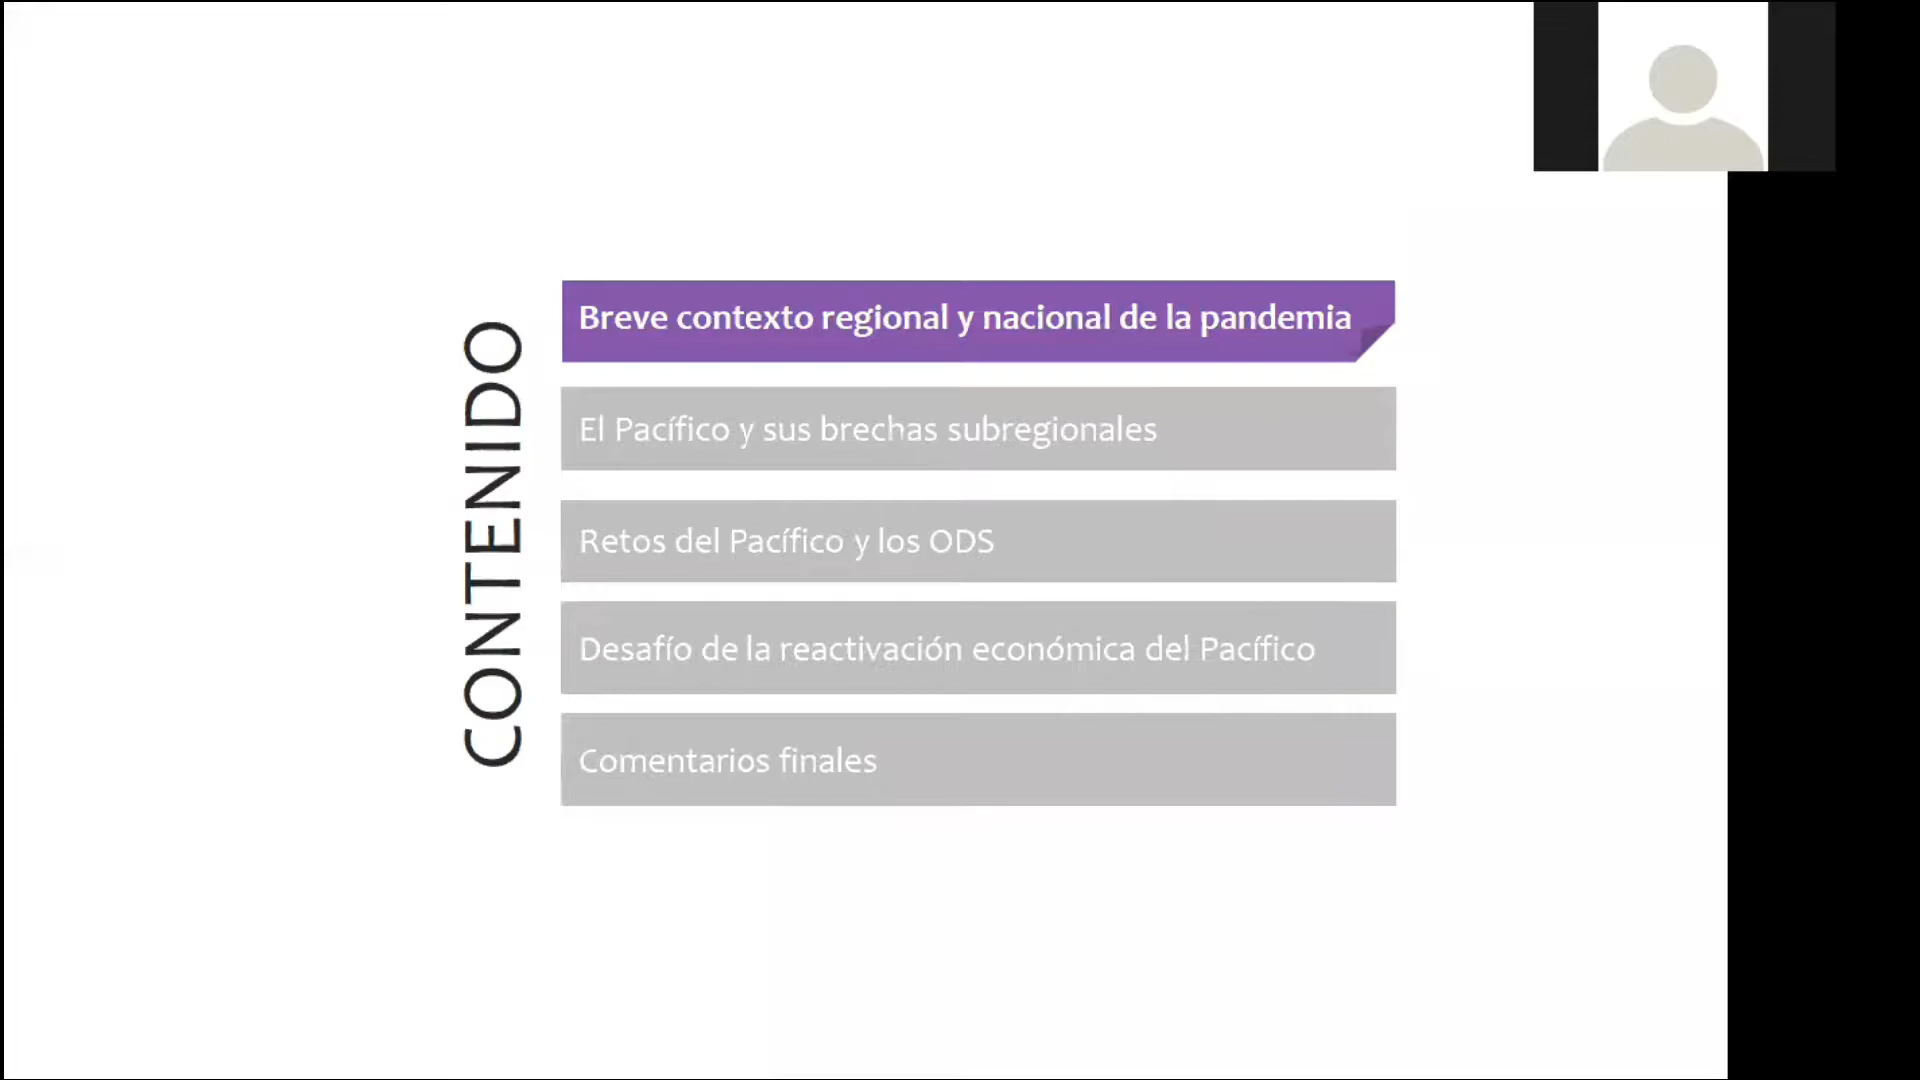 CONTENIDO
Breve contexto regional y nacional de la pandemia
El Pacífico y sus brechas subregionales
Retos del Pacífico y los ODS
Desafío de la reactivación económica del Pacífico
Comentarios finales